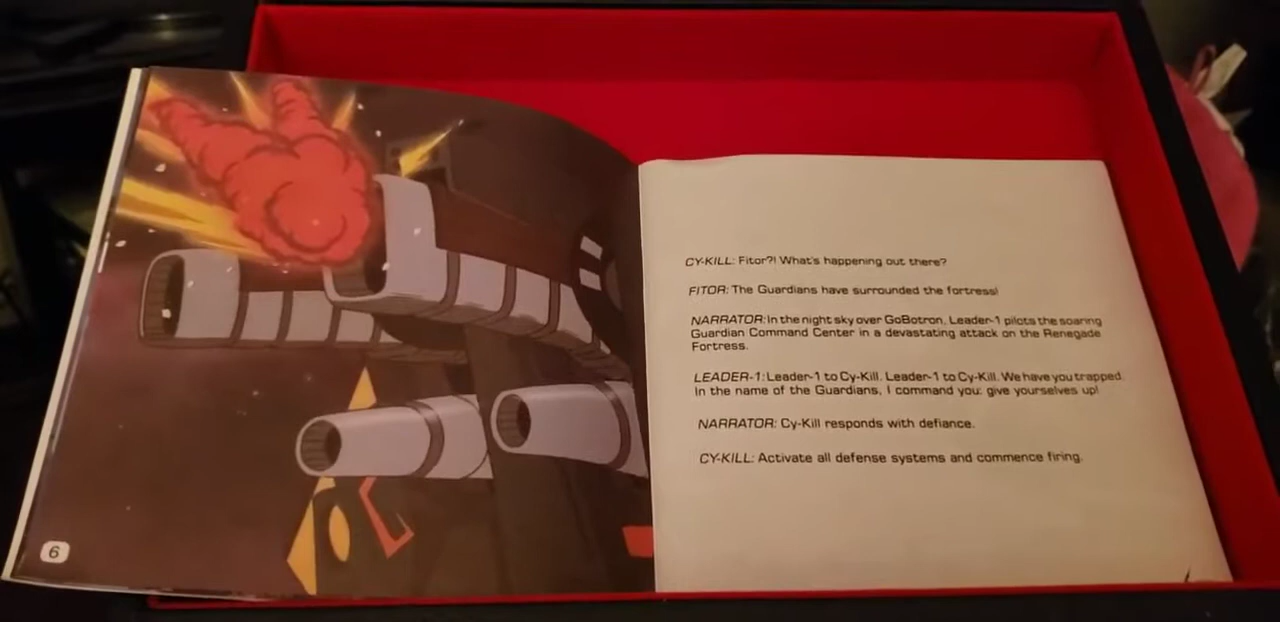 CY-KILL: Fitor?! What's happening out there?
FITOR: The Guardians have surrounded the fortress!
NARRATOR: In the night sky over GoBotron, Leader-1 pilots the soaring
Guardian Command Center in a devastating attack on the Renegade
Fortress.
LEADER-1: Leader-1 to Cy-Kill. Leader-1 to Cy-Kill. We have you trapped.
In the name of the Guardians, I command you: give yourselves up!
NARRATOR: Cy-Kill responds with defiance.
CY-KILL: Activate all defense systems and commence firing.
6